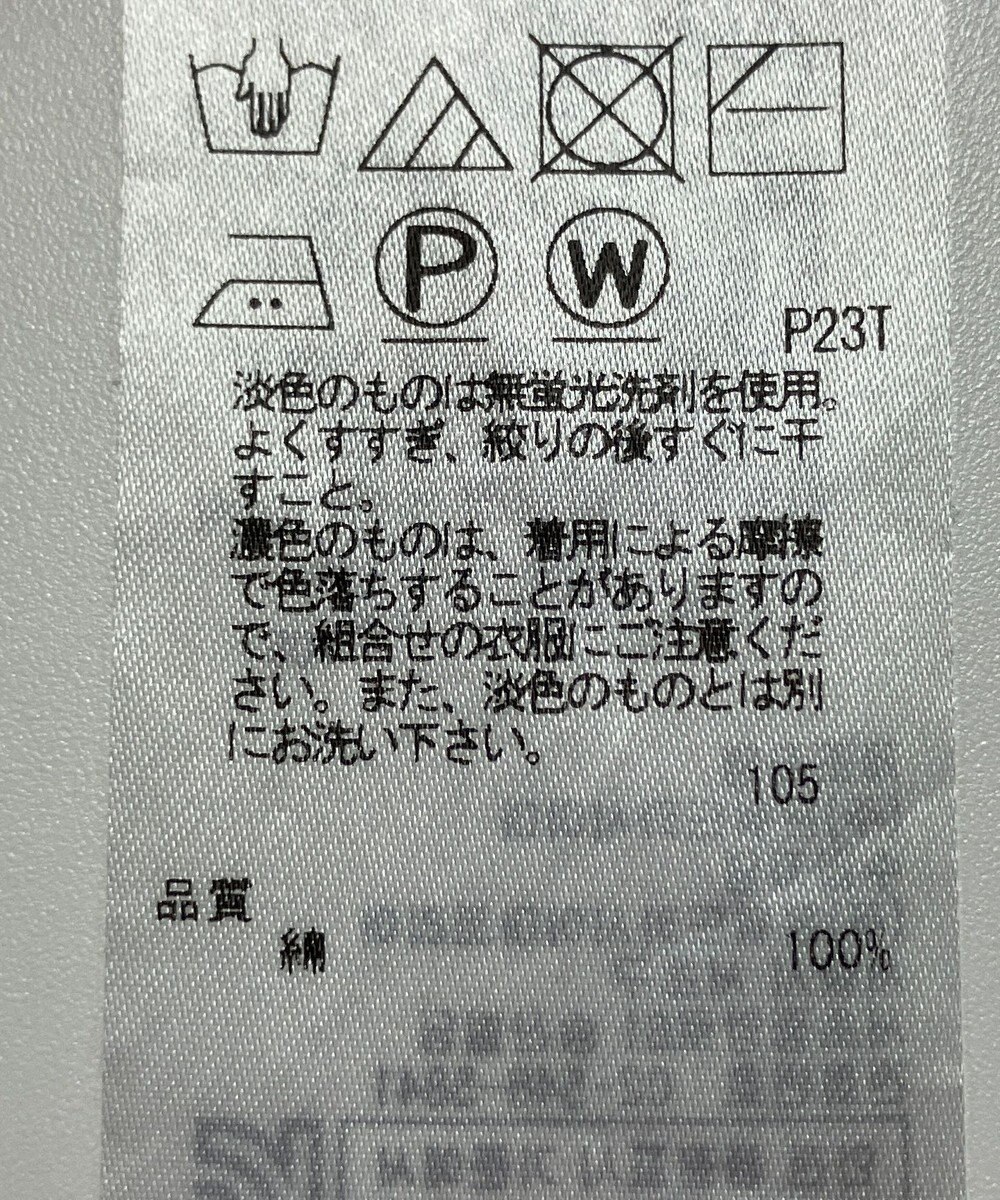 P W
P23T
淡色のものは無蛍光洗剤を使用。
よくすすぎ、絞りの後すぐに干
すこと。
濃色のものは、着用による摩擦
で色落ちすることがありますの
で、組合せの衣服にご注意くだ
さい。また、淡色のものとは別
にお洗い下さい。
105
品質
綿 100%